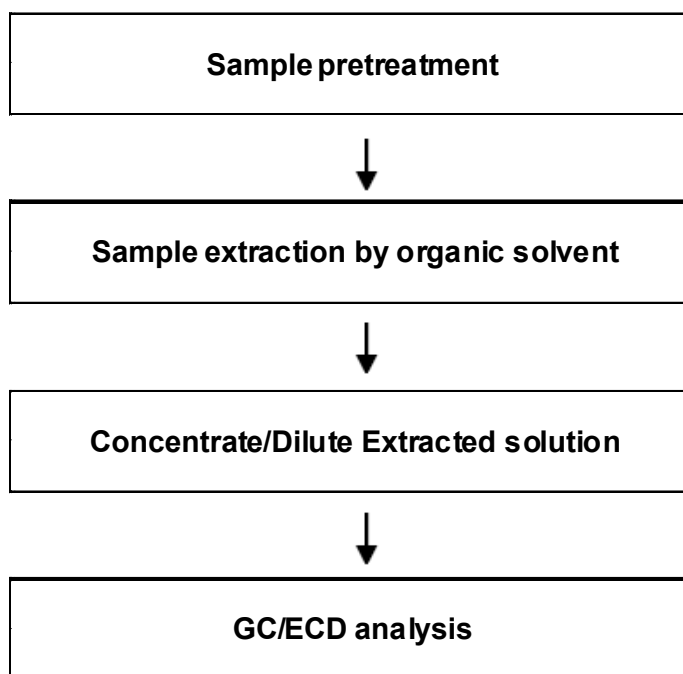 Sample pretreatment
Sample extraction by organic solvent
Concentrate/Dilute Extracted solution
GC/ECD analysis